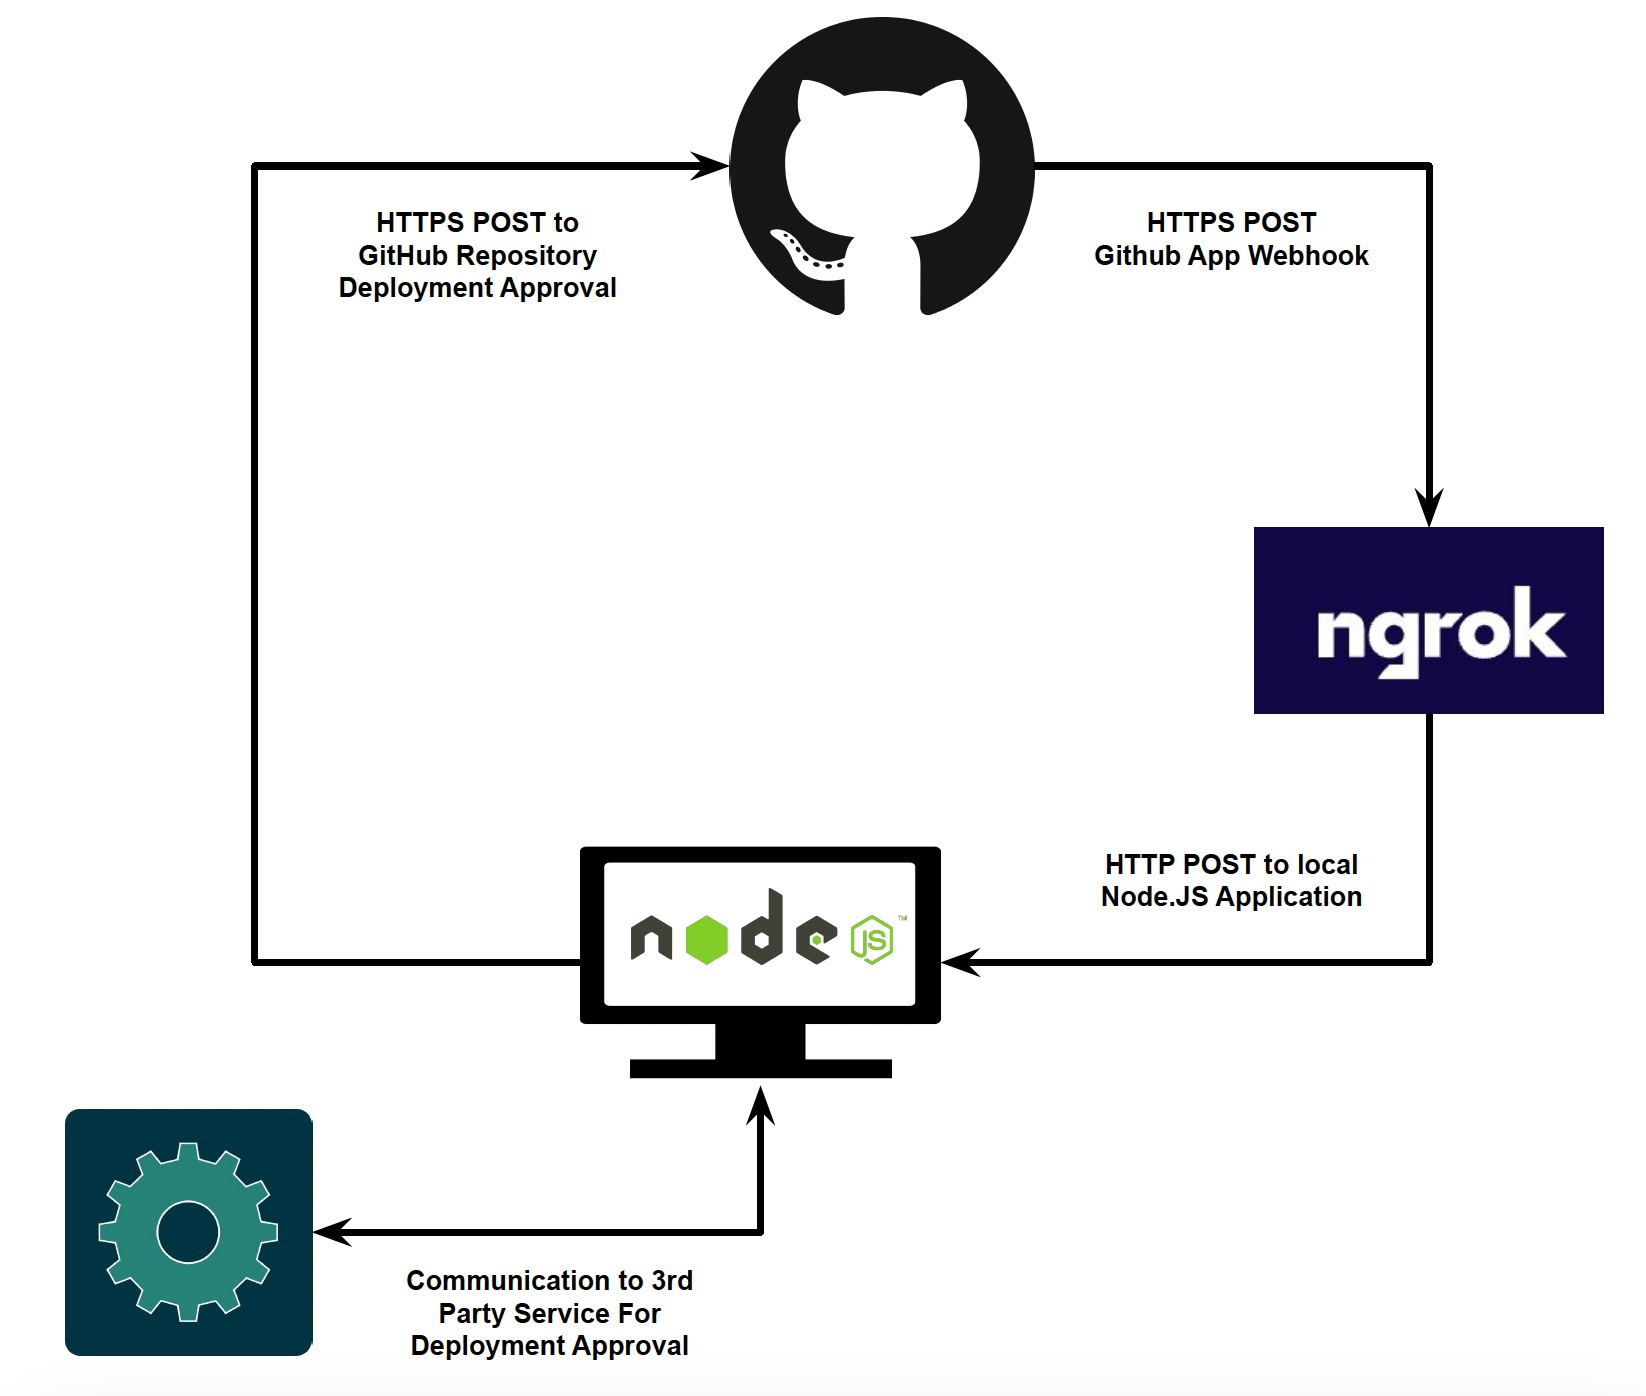 HTTPS POST to
GitHub Repository
Deployment Approval
HTTPS POST
Github App Webhook
ngrok
HTTP POST to local
Node.JS Application
node JS™
Communication to 3rd
Party Service For
Deployment Approval